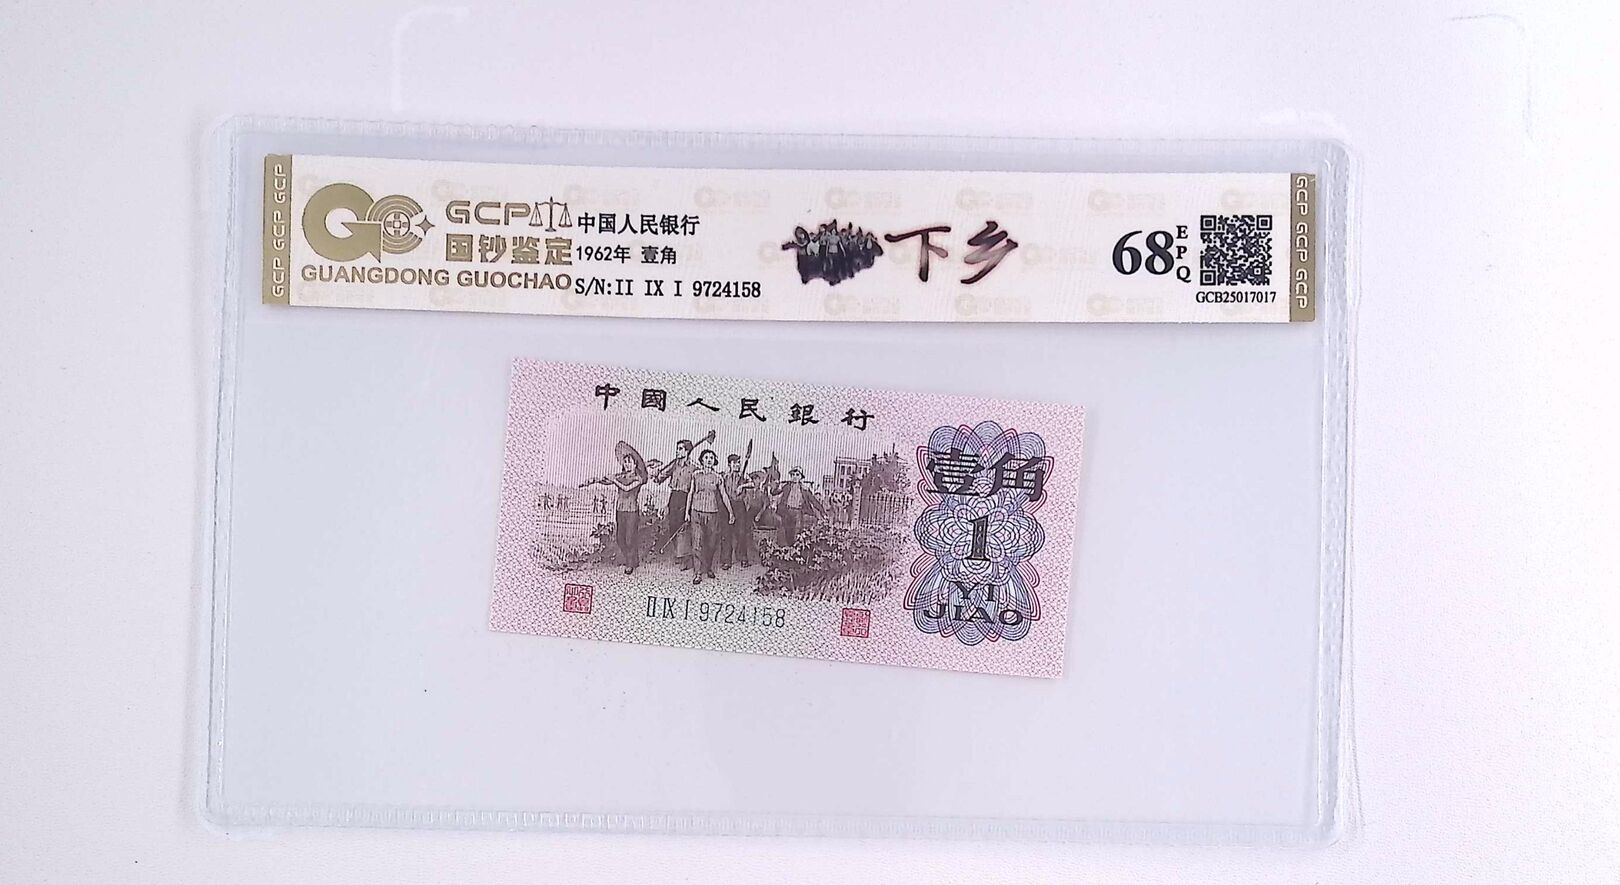 GCP GCP GCP
GCP
国钞鉴定
GUANGDONG GUOCHAO
中国人民银行
1962年 壹角
S/N:II IX I 9724158
下乡
68 EPQ
GCB25017017
GCP GCP GCP
中國人民銀行
壹角
1
YI
JIAO
II IX I 9724158